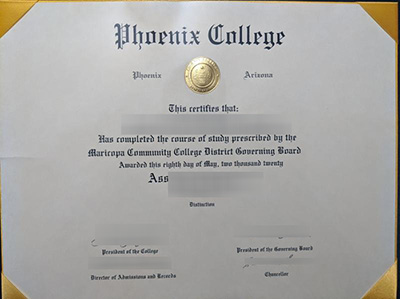 Phoenix College
Phoenix Arizona
This certifies that:
Has completed the course of study prescribed by the
Maricopa Community College District Governing Board
Awarded this eighth day of May, two thousand twenty
Ass
Distinction
President of the College President of the Governing Board
Director of Admissions and Records Chancellor